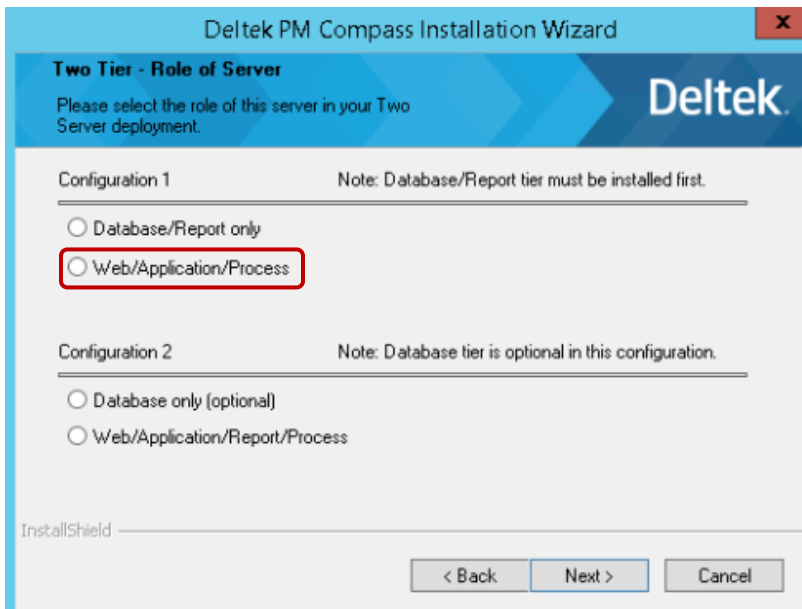 Deltek PM Compass Installation Wizard
x
Two Tier - Role of Server
Please select the role of this server in your Two
Server deployment.
Deltek.
Configuration 1
Note: Database/Report tier must be installed first.
Database/Report only
Web/Application/Process
Configuration 2
Note: Database tier is optional in this configuration.
Database only (optional)
Web/Application/Report/Process
InstallShield
< Back
Next >
Cancel